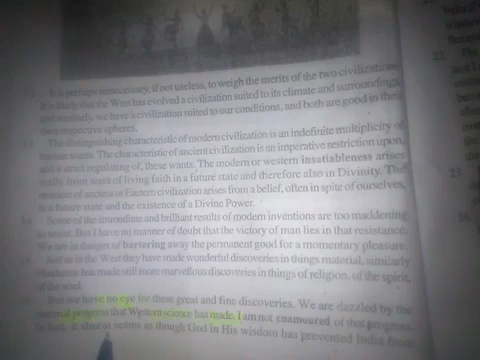 It is perhaps unnecessary, if not useless, to weigh the merits of the two civilizations.
It is likely that the West has evolved a civilization suited to its climate and surroundings
and similarly, we have a civilization suited to our conditions, and both are good in their
own respective spheres.
The distinguishing characteristic of modern civilization is an indefinite multiplicity of
human wants. The characteristic of ancient civilization is an imperative restriction upon,
and a strict regulating of, these wants. The modern or western insatiableness arises
really from want of living faith in a future state and therefore also in Divinity. The
restraint of ancient or Eastern civilization arises from a belief, often in spite of ourselves,
in a future state and the existence of a Divine Power.
Some of the immediate and brilliant results of modern inventions are too maddening
to resist. But I have no manner of doubt that the victory of man lies in that resistance.
We are in danger of bartering away the permanent good for a momentary pleasure.
Just as in the West they have made wonderful discoveries in things material, similarly
Hinduism has made still more marvellous discoveries in things of religion, of the spirit,
of the soul.
But we have no eye for these great and fine discoveries. We are dazzled by the
material progress that Western science has made. I am not enamoured of that progress.
In fact, it almost seems as though God in His wisdom has prevented India from
21.
23.
24.